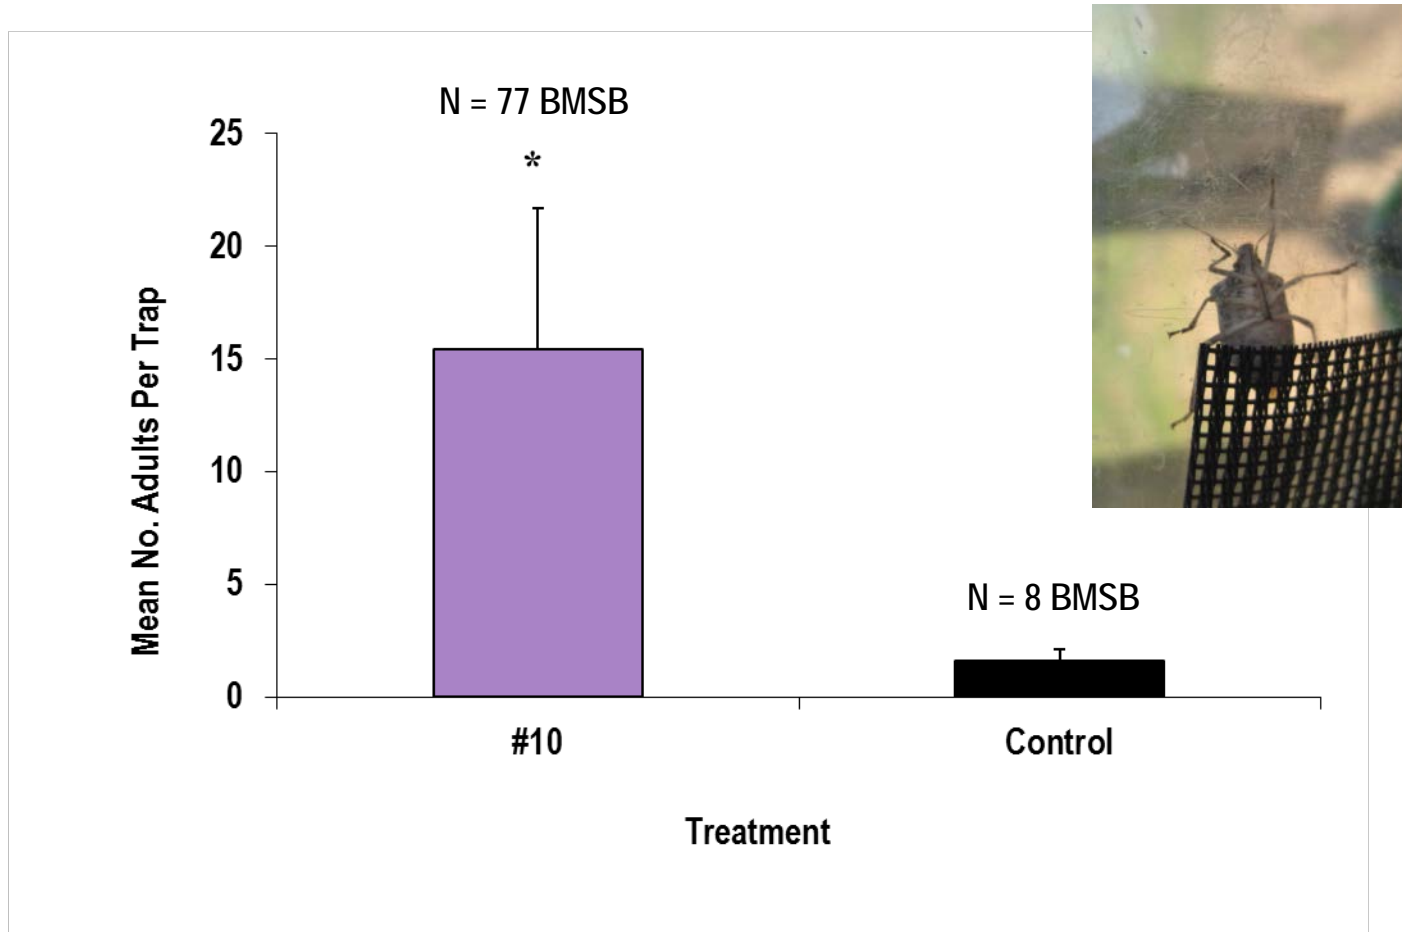 N = 77 BMSB
*
25
20
15
10
5
0
Mean No. Adults Per Trap
N = 8 BMSB
#10
Control
Treatment